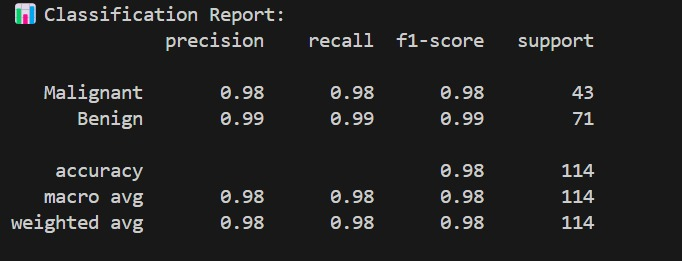 📊 Classification Report:
precision recall f1-score support
Malignant 0.98 0.98 0.98 43
Benign 0.99 0.99 0.99 71
accuracy 0.98 114
macro avg 0.98 0.98 0.98 114
weighted avg 0.98 0.98 0.98 114